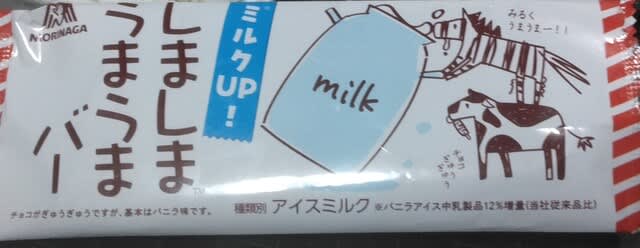 MORINAGA
しましま
うまうま
バー
TM
ミルクUP!
milk
みるく
うまうまー!!
チョコ
ぎゅう
ぎゅう
チョコがぎゅうぎゅうですが、基本はバニラ味です。
種類別 アイスミルク ※バニラアイス中乳製品12%増量(当社従来品比)